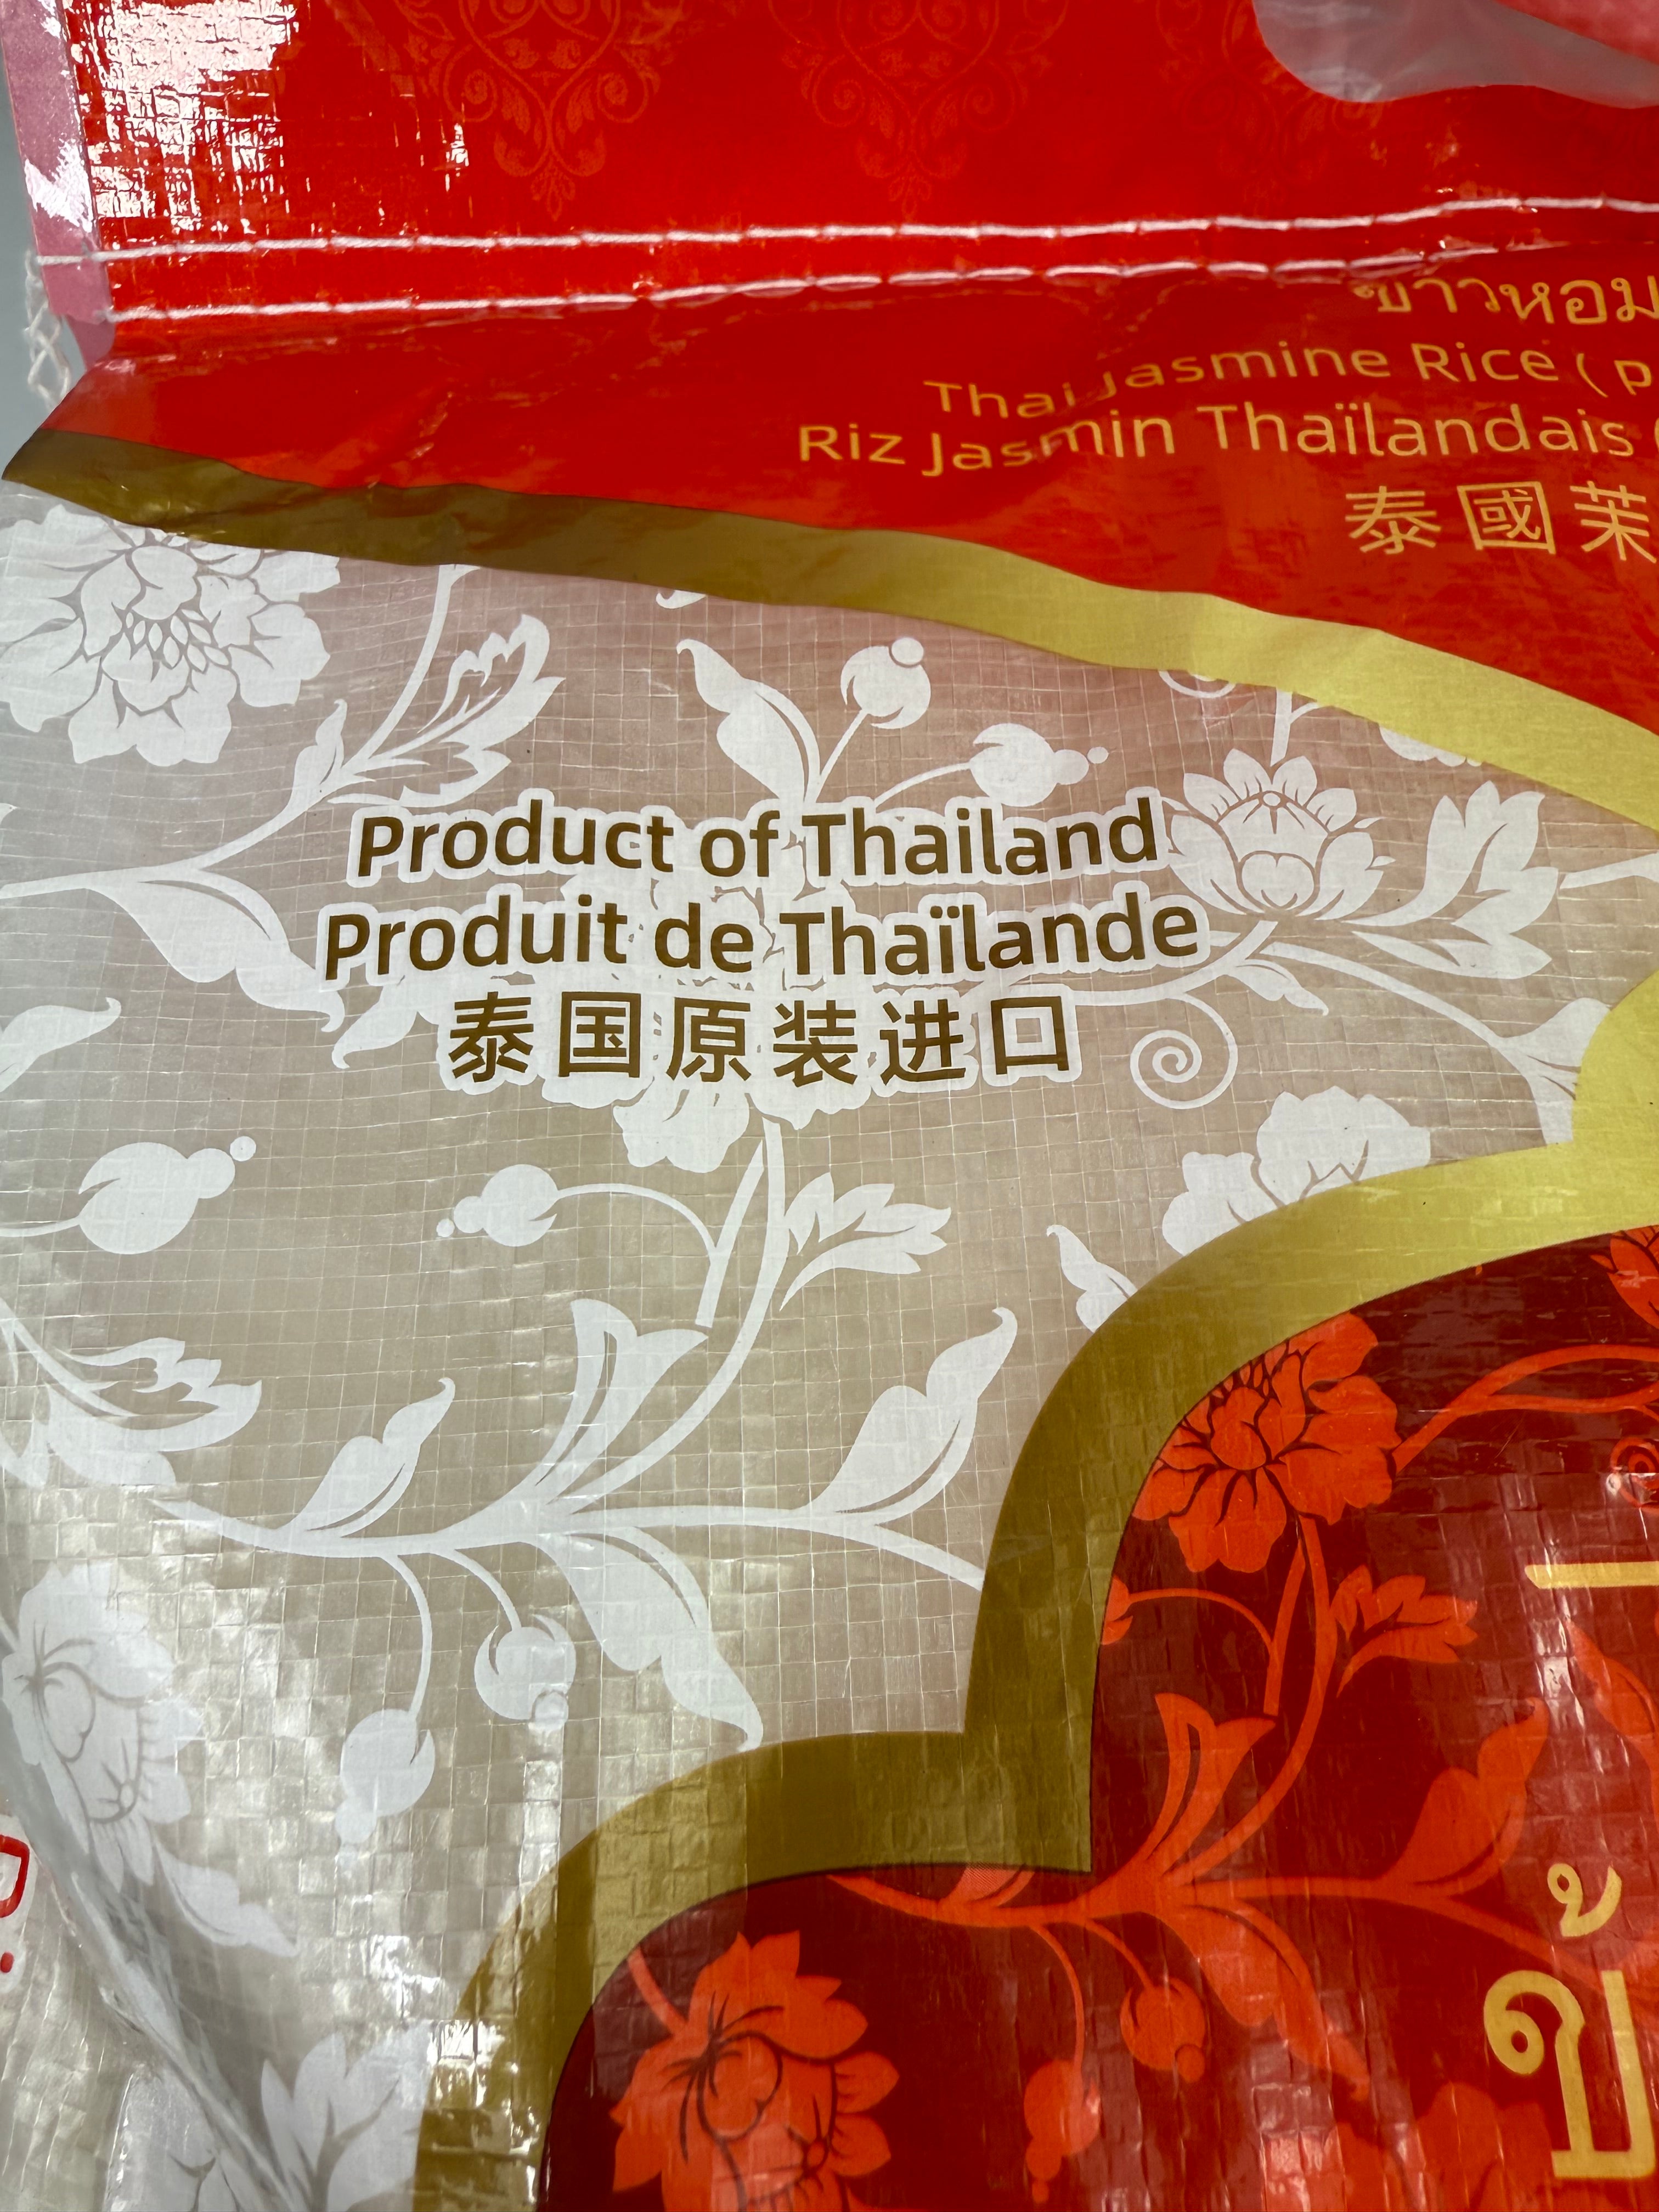 ข้าวหอม
Thai Jasmine Rice (
Riz Jasmin Thaïlandais (
泰國茉
Product of Thailand
Produit de Thaïlande
泰国原装进口